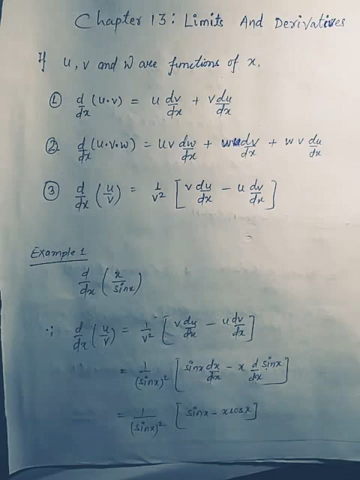 Chapter 13: Limits And Derivatives
If u, v and W are functions of x.
① d/dx (u·v) = u dv/dx + v du/dx
② d/dx (u·v·w) = uv dw/dx + wu dv/dx + wv du/dx
③ d/dx (u/v) = 1/v² [v du/dx − u dv/dx]
Example 1
d/dx (x/sinx)
∵ d/dx (u/v) = 1/v² [v du/dx − u dv/dx]
= 1/(sinx)² [sinx dx/dx − x d/dx sinx]
= 1/(sinx)² [sinx − x cosx]